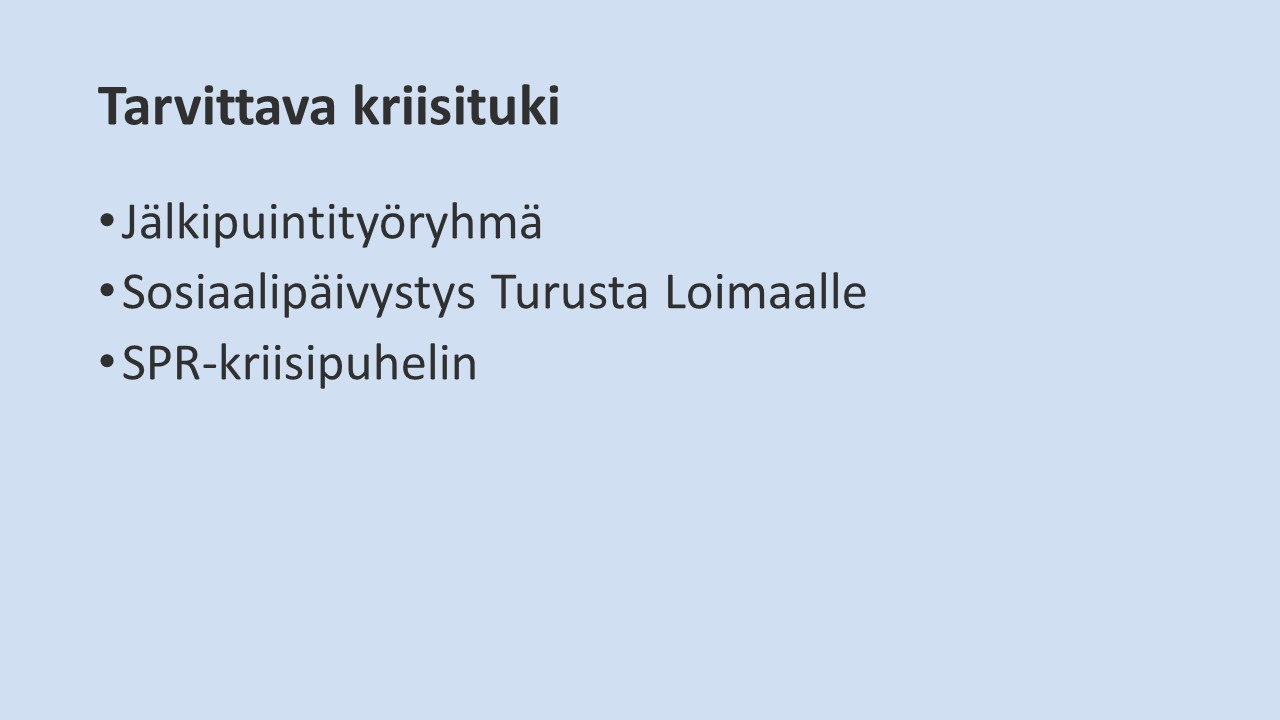 Tarvittava kriisituki
•Jälkipuintityöryhmä
•Sosiaalipäivystys Turusta Loimaalle
•SPR-kriisipuhelin